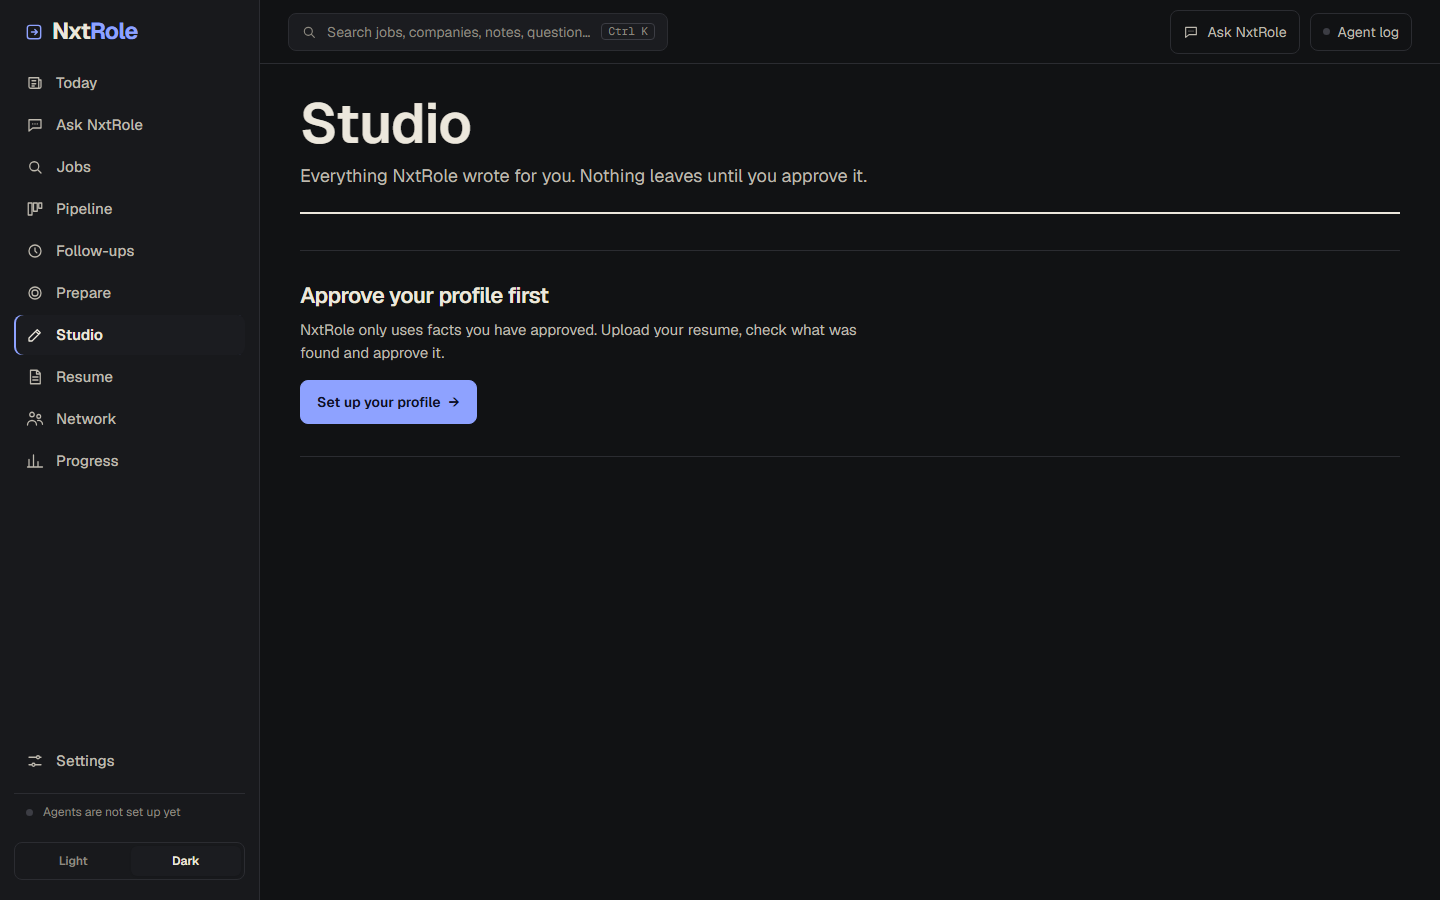 NxtRole
Search jobs, companies, notes, question... Ctrl K
Ask NxtRole
Agent log
Today
Ask NxtRole
Jobs
Pipeline
Follow-ups
Prepare
Studio
Resume
Network
Progress
Settings
Agents are not set up yet
Light
Dark
Studio
Everything NxtRole wrote for you. Nothing leaves until you approve it.
Approve your profile first
NxtRole only uses facts you have approved. Upload your resume, check what was
found and approve it.
Set up your profile →